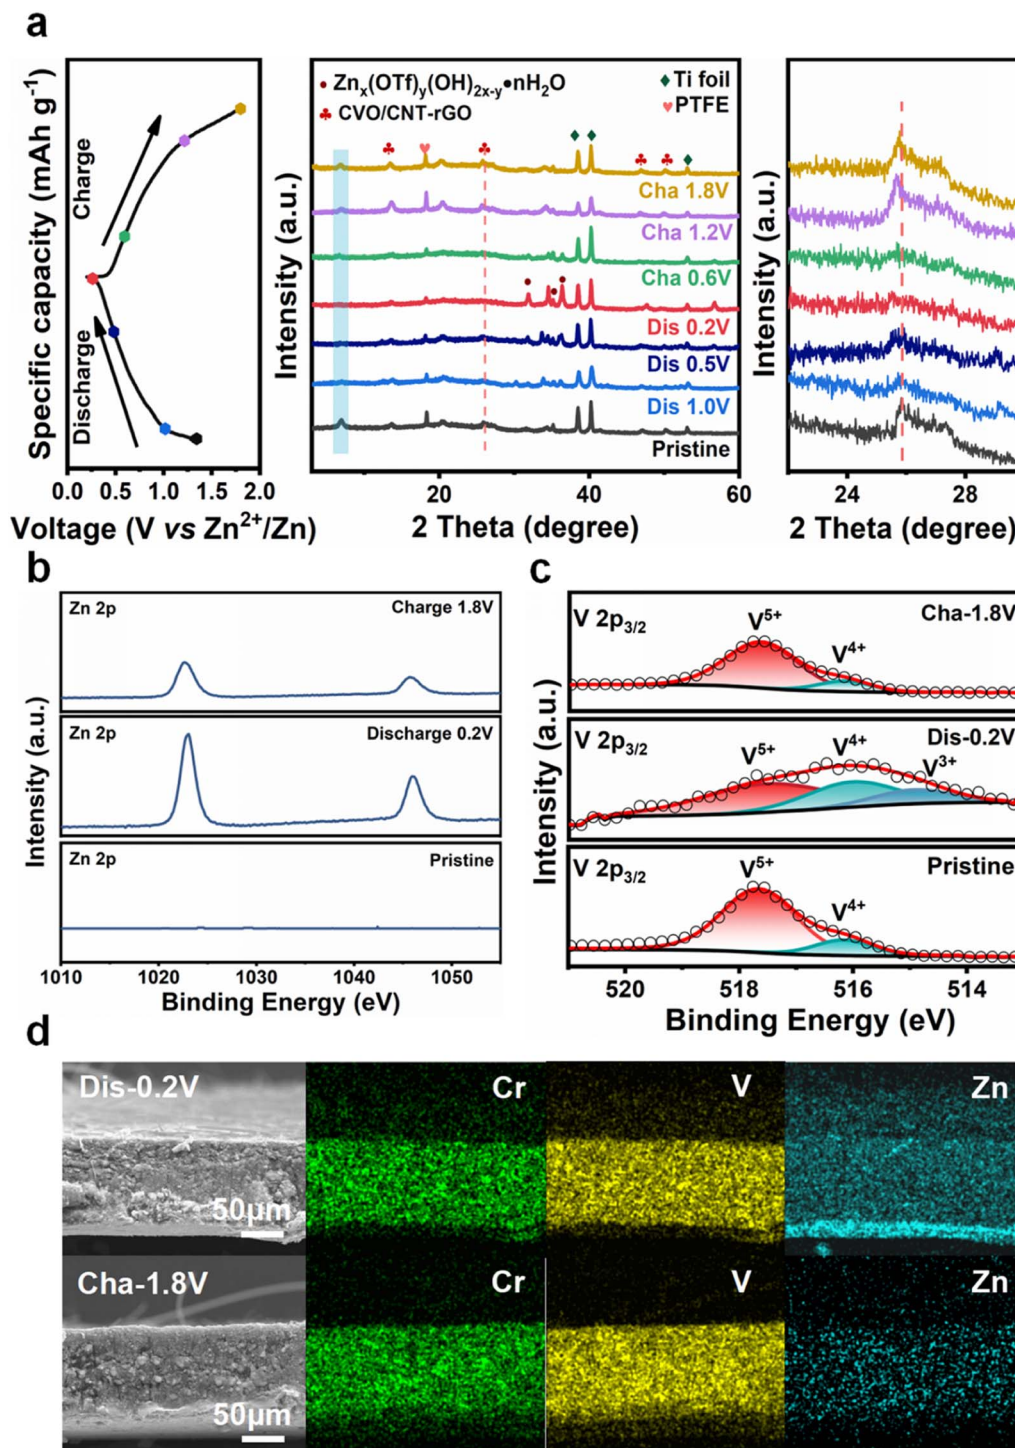 a
Specific capacity (mAh g⁻¹)
Discharge Charge
0.0 0.5 1.0 1.5 2.0
Voltage (V vs Zn²⁺/Zn)
Intensity (a.u.)
Znₓ(OTf)ᵧ(OH)₂ₓ₋ᵧ•nH₂O
CVO/CNT-rGO
Ti foil
PTFE
Cha 1.8V
Cha 1.2V
Cha 0.6V
Dis 0.2V
Dis 0.5V
Dis 1.0V
Pristine
20 40 60
2 Theta (degree)
Intensity (a.u.)
24 28
2 Theta (degree)
b
Intensity (a.u.)
Zn 2p Charge 1.8V
Zn 2p Discharge 0.2V
Zn 2p Pristine
1010 1020 1030 1040 1050
Binding Energy (eV)
c
Intensity (a.u.)
V 2p₃/₂ V⁵⁺ V⁴⁺ Cha-1.8V
V 2p₃/₂ V⁵⁺ V⁴⁺ V³⁺ Dis-0.2V
V 2p₃/₂ V⁵⁺ V⁴⁺ Pristine
520 518 516 514
Binding Energy (eV)
d
Dis-0.2V Cr V Zn
50μm
Cha-1.8V Cr V Zn
50μm